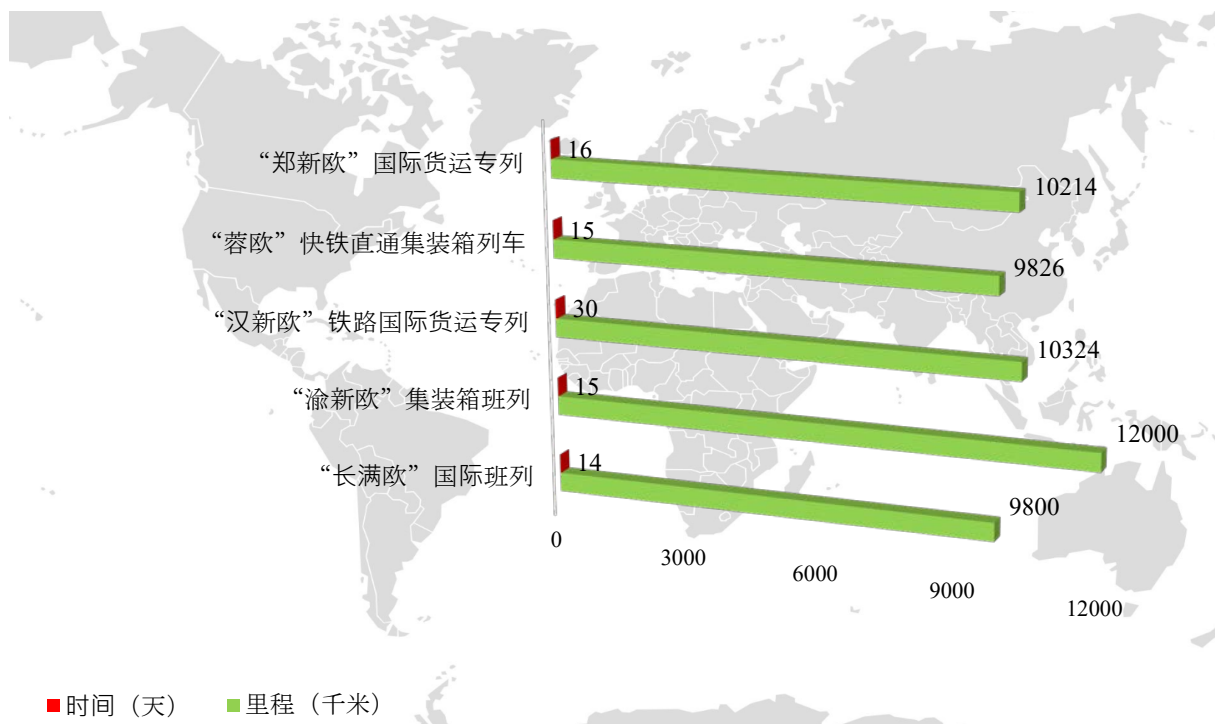 “郑新欧”国际货运专列
16
10214
“蓉欧”快铁直通集装箱列车
15
9826
“汉新欧”铁路国际货运专列
30
10324
“渝新欧”集装箱班列
15
12000
“长满欧”国际班列
14
9800
0
3000
6000
9000
12000
时间（天）
里程（千米）